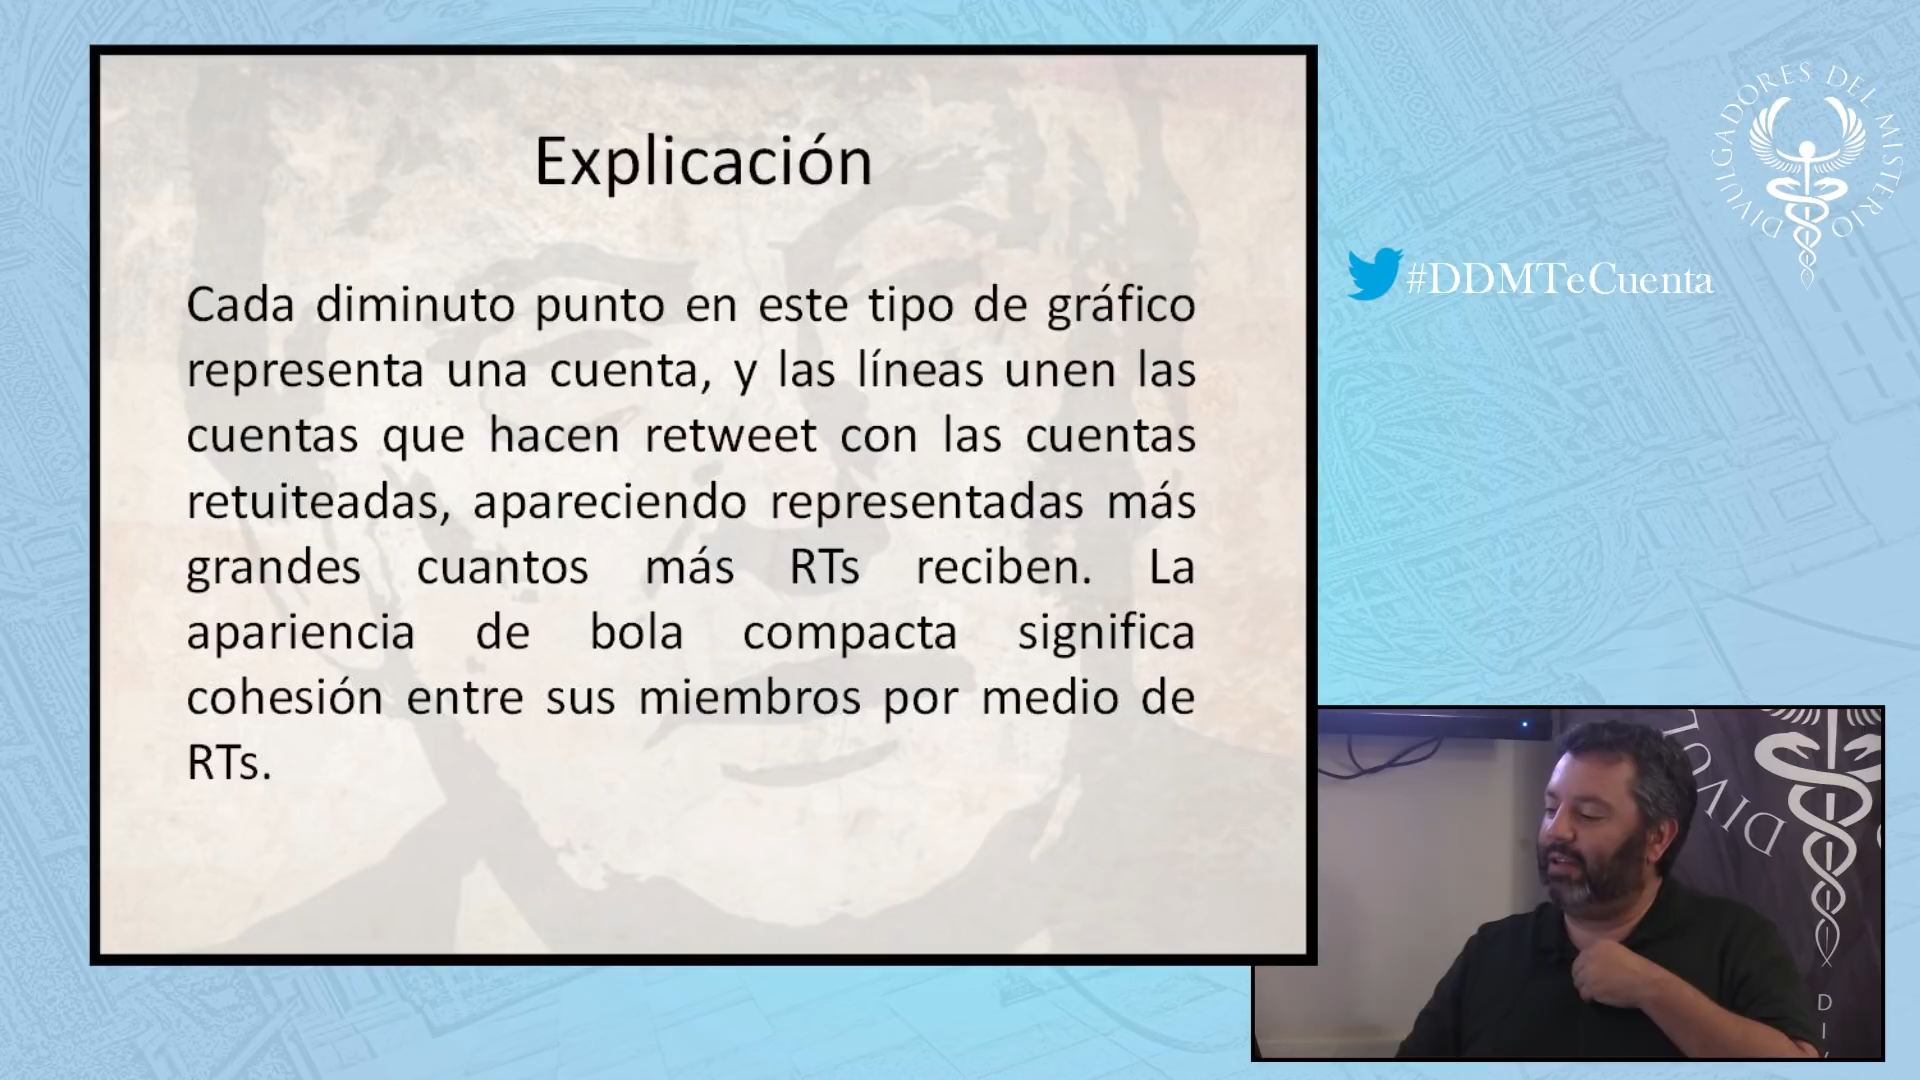 Explicación
Cada diminuto punto en este tipo de gráfico
representa una cuenta, y las líneas unen las
cuentas que hacen retweet con las cuentas
retuiteadas, apareciendo representadas más
grandes cuantos más RTs reciben. La
apariencia de bola compacta significa
cohesión entre sus miembros por medio de
RTs.
DIVULGADORES DEL MISTERIO
#DDMTeCuenta
DIVUL
D
I